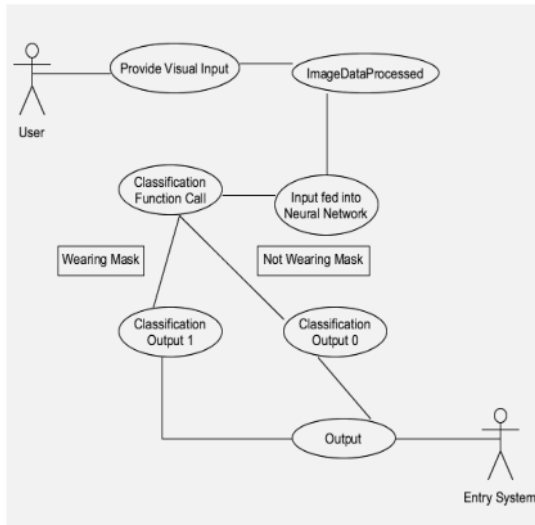 Provide Visual Input
ImageDataProcessed
User
Classification
Function Call
Input fed into
Neural Network
Wearing Mask
Not Wearing Mask
Classification
Output 1
Classification
Output 0
Output
Entry System